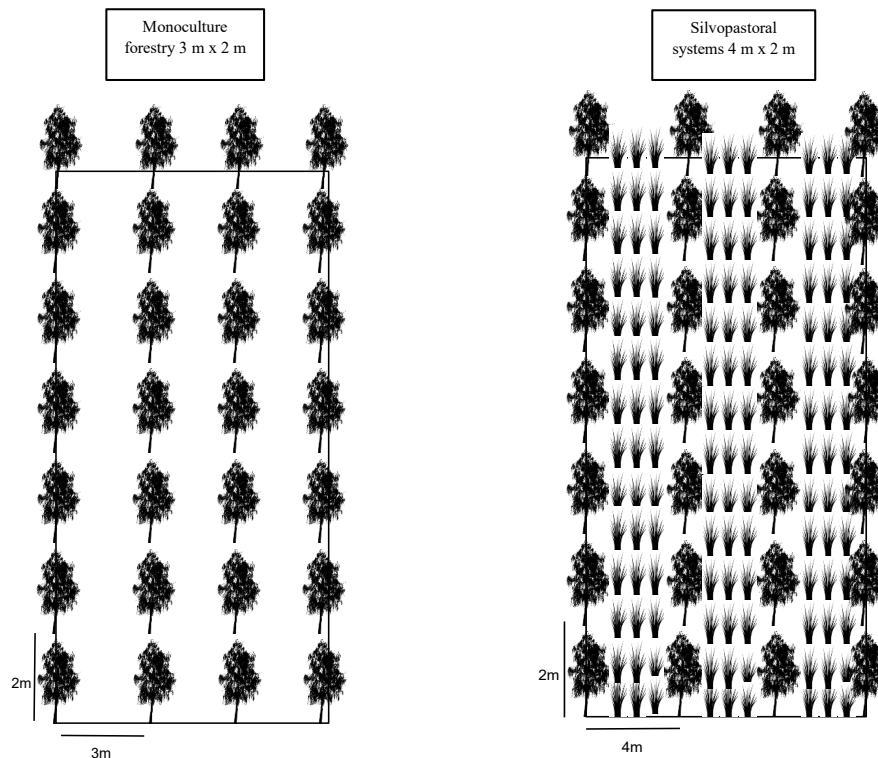 Monoculture
forestry 3 m x 2 m
Silvopastoral
systems 4 m x 2 m
2m
3m
2m
4m